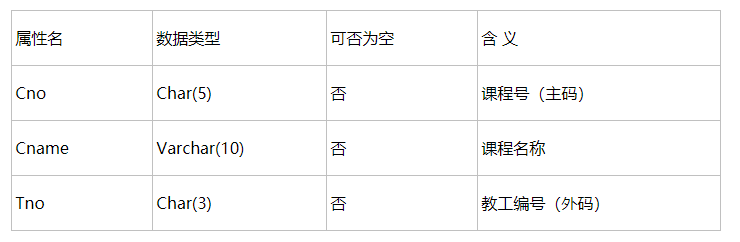 属性名 数据类型 可否为空 含 义
Cno Char(5) 否 课程号（主码）
Cname Varchar(10) 否 课程名称
Tno Char(3) 否 教工编号（外码）